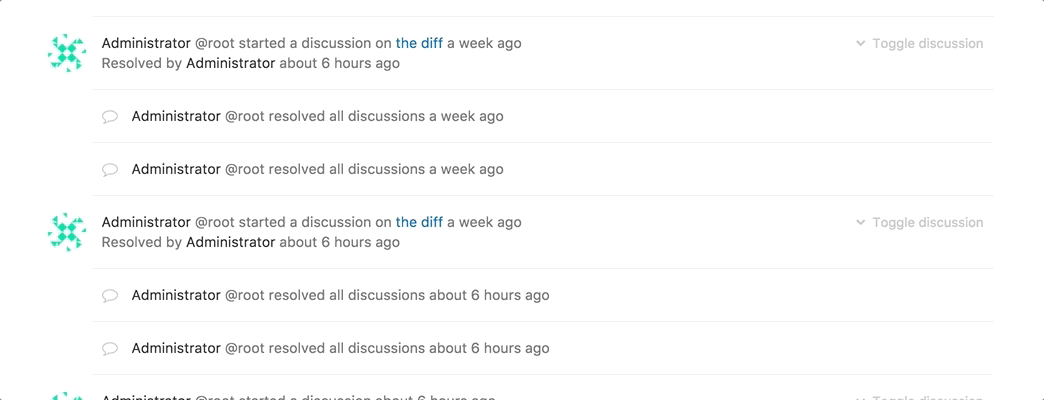 Administrator @root started a discussion on the diff a week ago
Toggle discussion
Resolved by Administrator about 6 hours ago
Administrator @root resolved all discussions a week ago
Administrator @root resolved all discussions a week ago
Administrator @root started a discussion on the diff a week ago
Toggle discussion
Resolved by Administrator about 6 hours ago
Administrator @root resolved all discussions about 6 hours ago
Administrator @root resolved all discussions about 6 hours ago
Administrator @root started a discussion about 6 hours ago
Toggle discussion